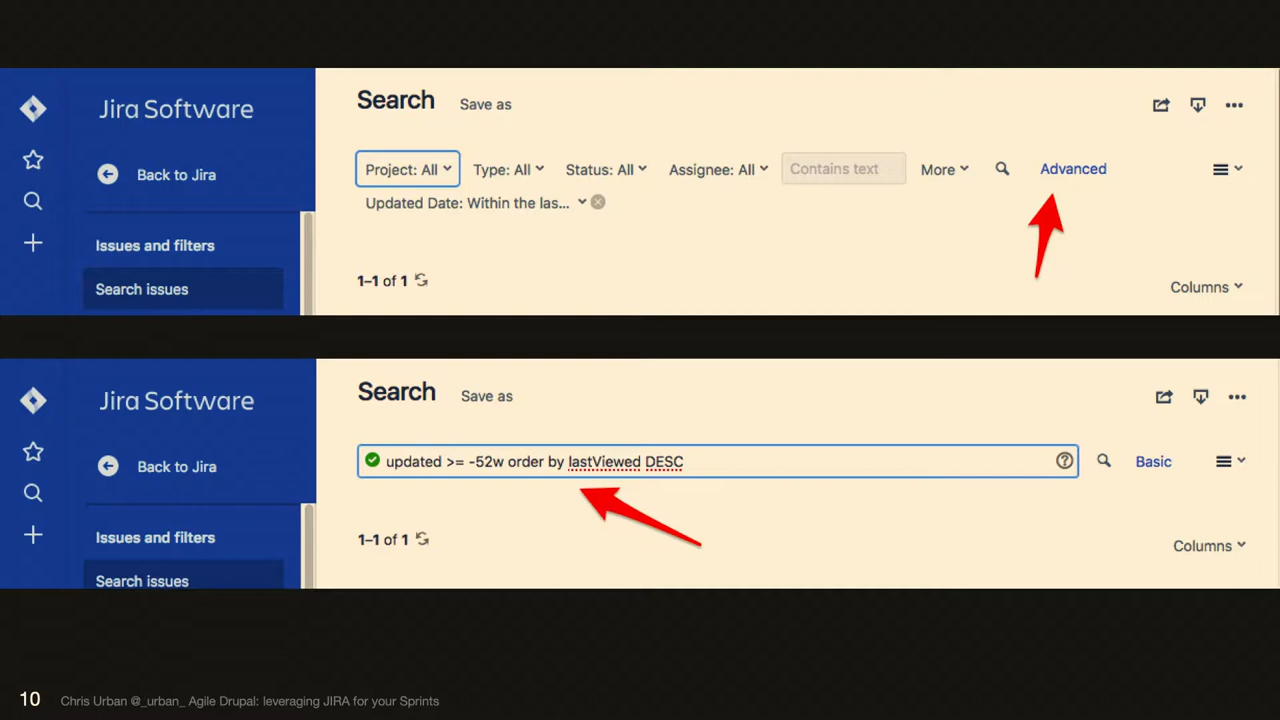 Jira Software
Back to Jira
Issues and filters
Search issues
Search Save as
Project: All Type: All Status: All Assignee: All Contains text More Advanced
Updated Date: Within the las...
1–1 of 1
Columns
Jira Software
Back to Jira
Issues and filters
Search issues
Search Save as
updated >= -52w order by lastViewed DESC Basic
1–1 of 1
Columns
10 Chris Urban @_urban_ Agile Drupal: leveraging JIRA for your Sprints